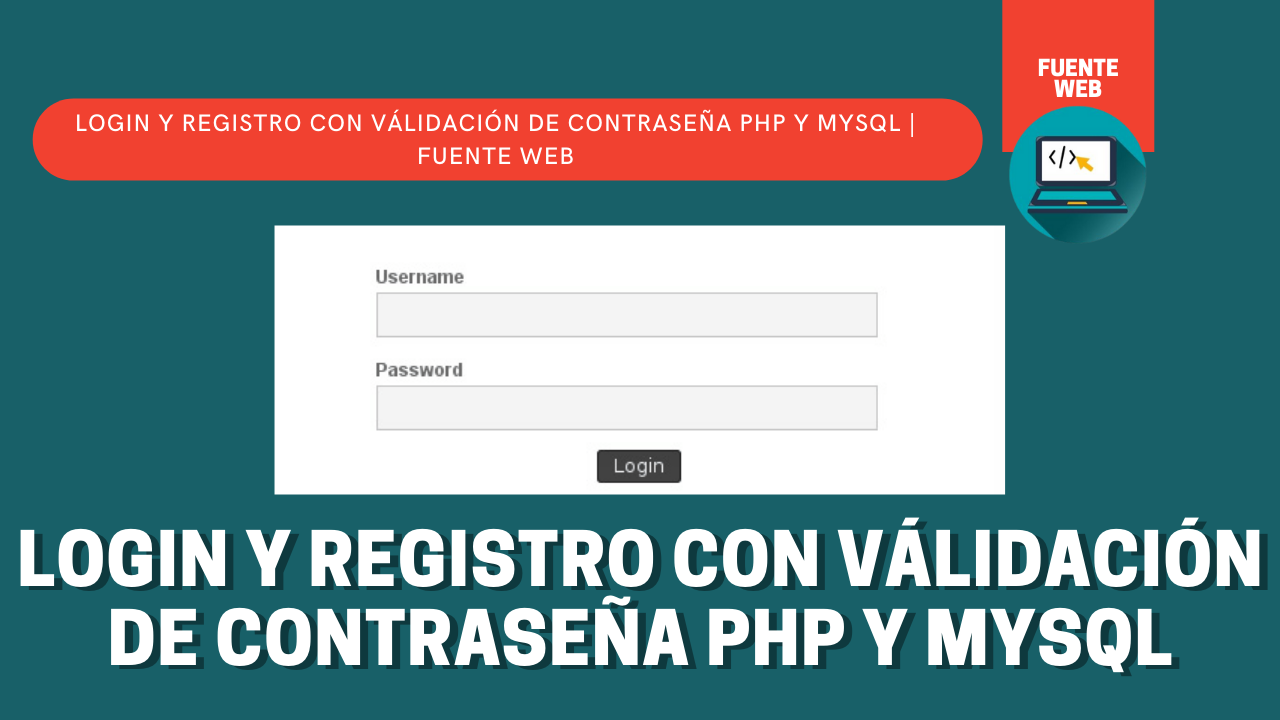 FUENTE
WEB
LOGIN Y REGISTRO CON VÁLIDACIÓN DE CONTRASEÑA PHP Y MYSQL |
FUENTE WEB
</>
Username
Password
Login
LOGIN Y REGISTRO CON VÁLIDACIÓN
DE CONTRASEÑA PHP Y MYSQL